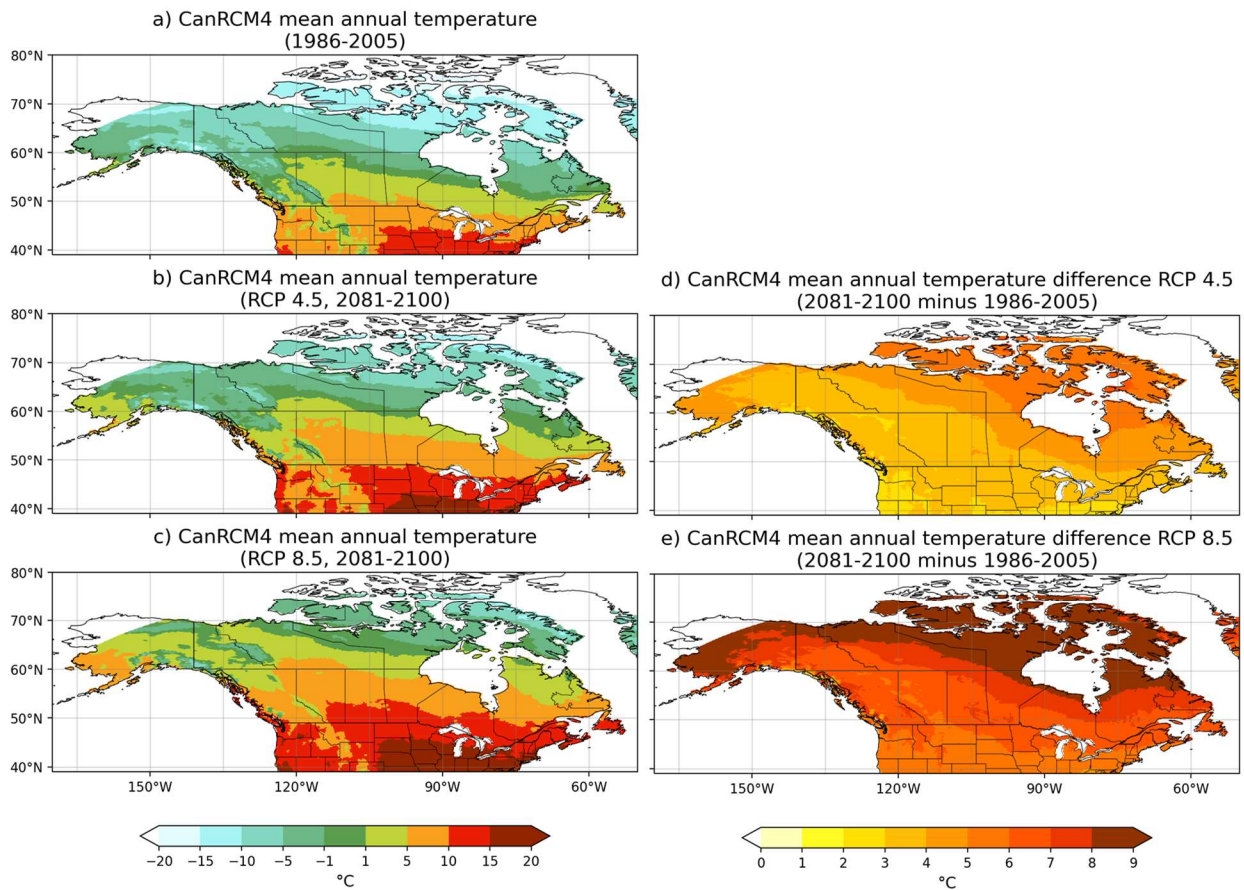 a) CanRCM4 mean annual temperature
(1986-2005)
80°N
70°N
60°N
50°N
40°N
b) CanRCM4 mean annual temperature
(RCP 4.5, 2081-2100)
80°N
70°N
60°N
50°N
40°N
d) CanRCM4 mean annual temperature difference RCP 4.5
(2081-2100 minus 1986-2005)
c) CanRCM4 mean annual temperature
(RCP 8.5, 2081-2100)
80°N
70°N
60°N
50°N
40°N
150°W 120°W 90°W 60°W
e) CanRCM4 mean annual temperature difference RCP 8.5
(2081-2100 minus 1986-2005)
150°W 120°W 90°W 60°W
−20 −15 −10 −5 −1 1 5 10 15 20
°C
0 1 2 3 4 5 6 7 8 9
°C